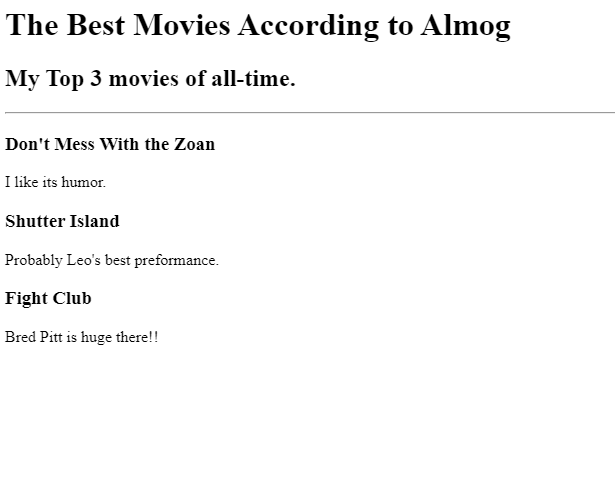 The Best Movies According to Almog
My Top 3 movies of all-time.
Don't Mess With the Zoan
I like its humor.
Shutter Island
Probably Leo's best preformance.
Fight Club
Bred Pitt is huge there!!